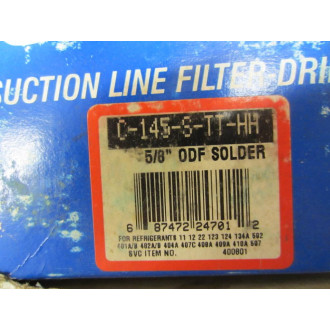 SUCTION LINE FILTER DRI
C-145-S-TT-HH
5/8" ODF SOLDER
6 87472 24701 2
FOR REFRIGERANTS 11 12 22 123 124 134A 502
401A/B 402A/B 404A 407C 408A 409A 410A 507
SVC ITEM NO. 400801